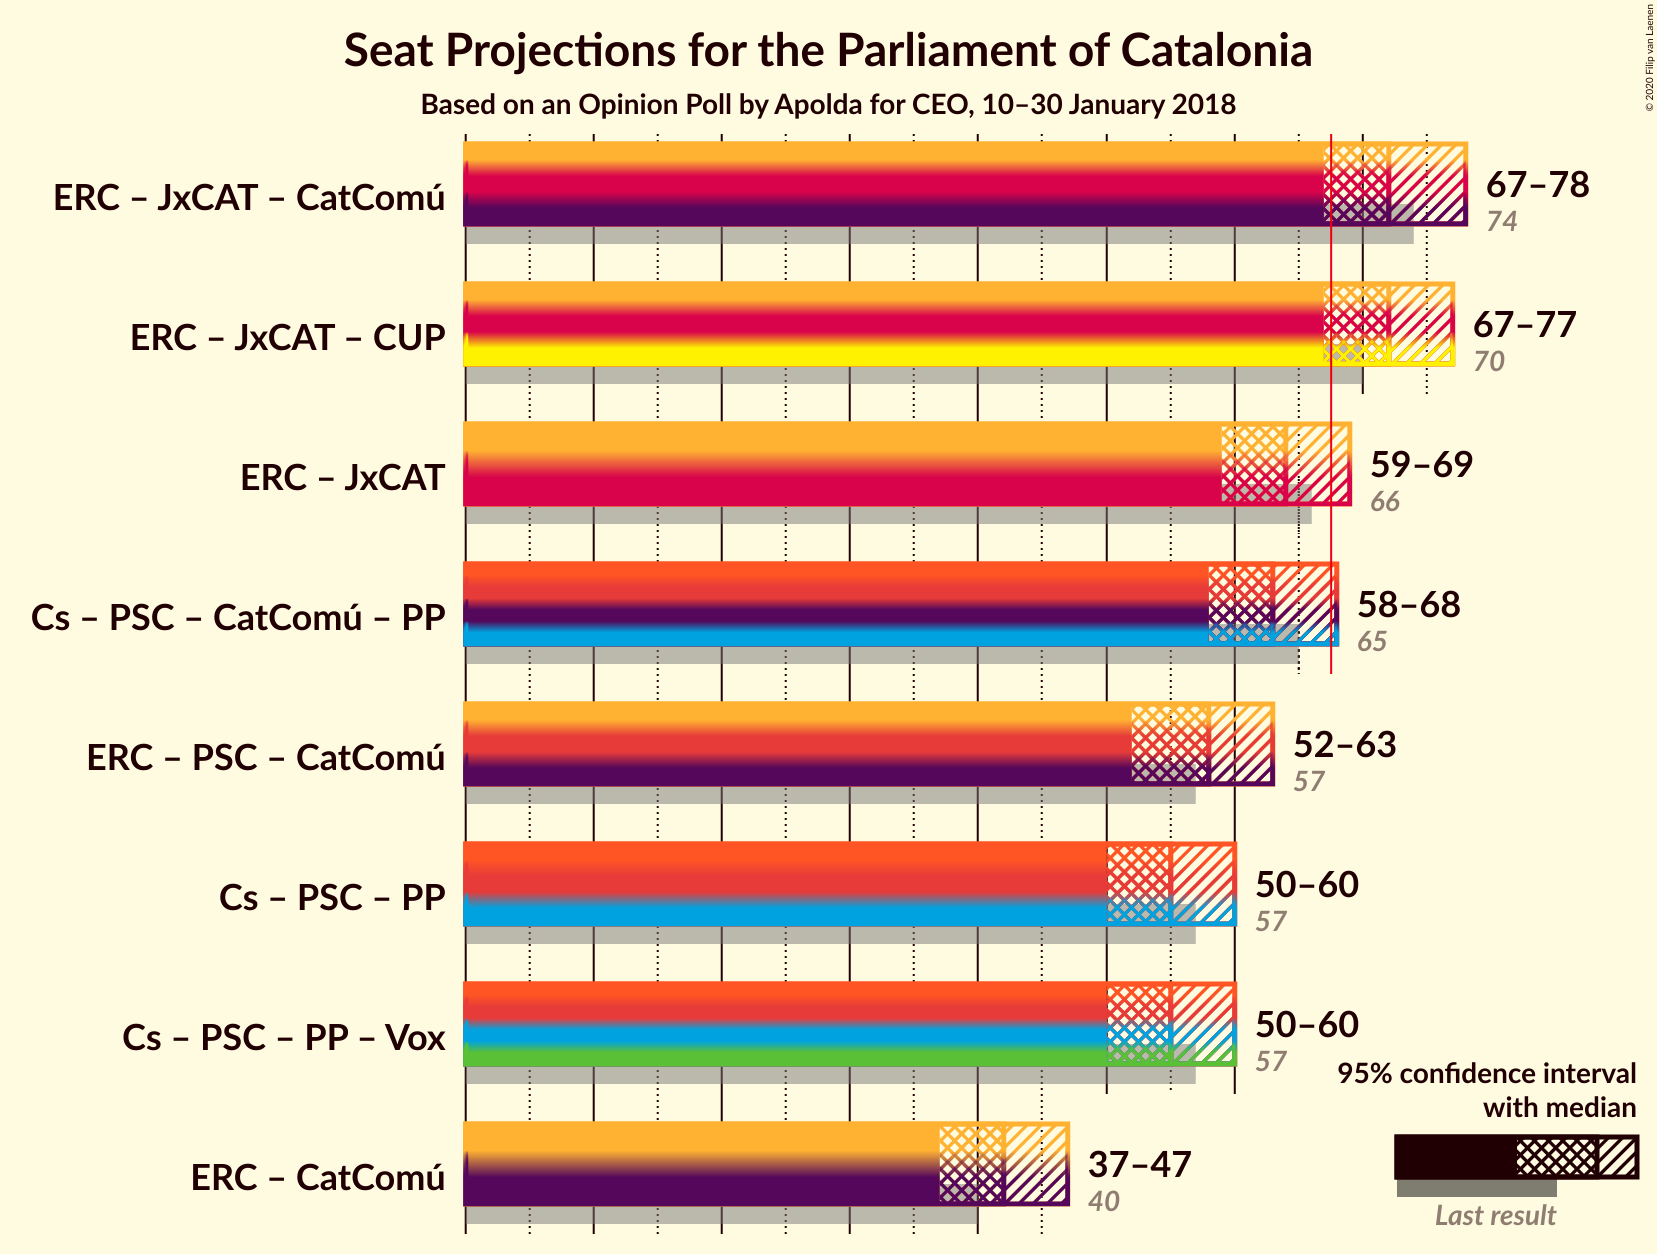 Seat Projections for the Parliament of Catalonia
Based on an Opinion Poll by Apolda for CEO, 10–30 January 2018
© 2020 Filip van Laenen
ERC – JxCAT – CatComú
67–78
74
ERC – JxCAT – CUP
67–77
70
ERC – JxCAT
59–69
66
Cs – PSC – CatComú – PP
58–68
65
ERC – PSC – CatComú
52–63
57
Cs – PSC – PP
50–60
57
Cs – PSC – PP – Vox
50–60
57
ERC – CatComú
37–47
40
95% confidence interval
with median
Last result